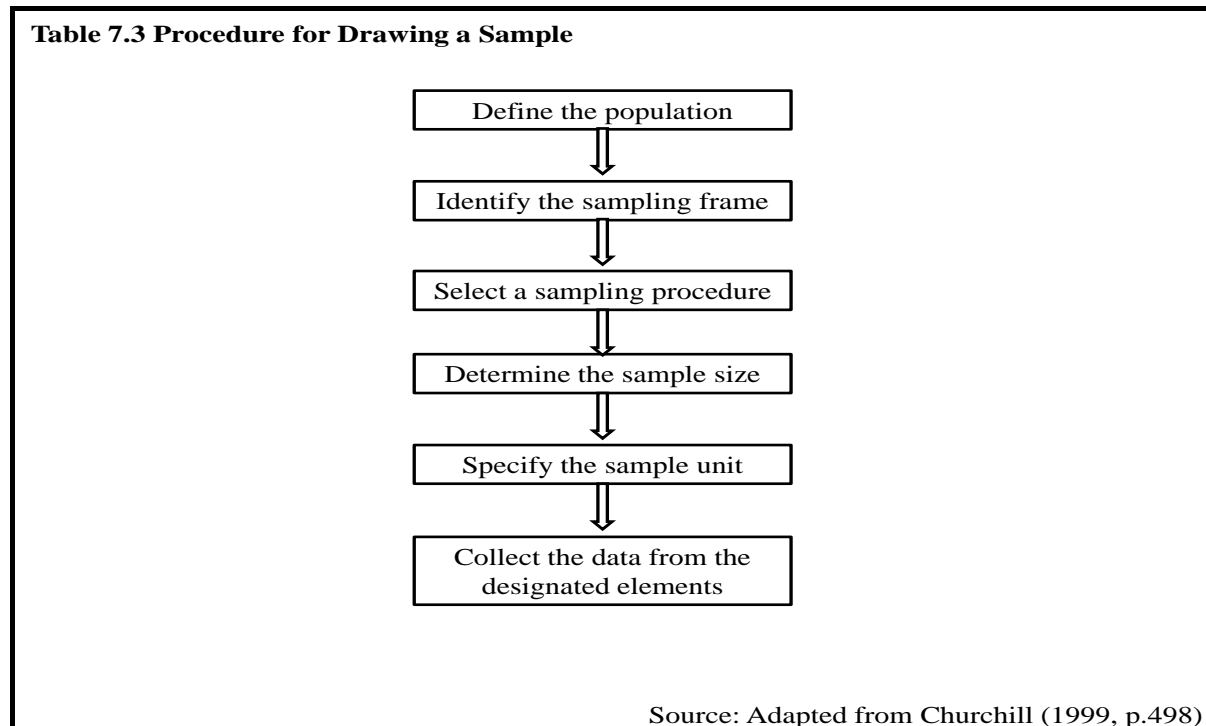 Table 7.3 Procedure for Drawing a Sample
Define the population
Identify the sampling frame
Select a sampling procedure
Determine the sample size
Specify the sample unit
Collect the data from the
designated elements
Source: Adapted from Churchill (1999, p.498)